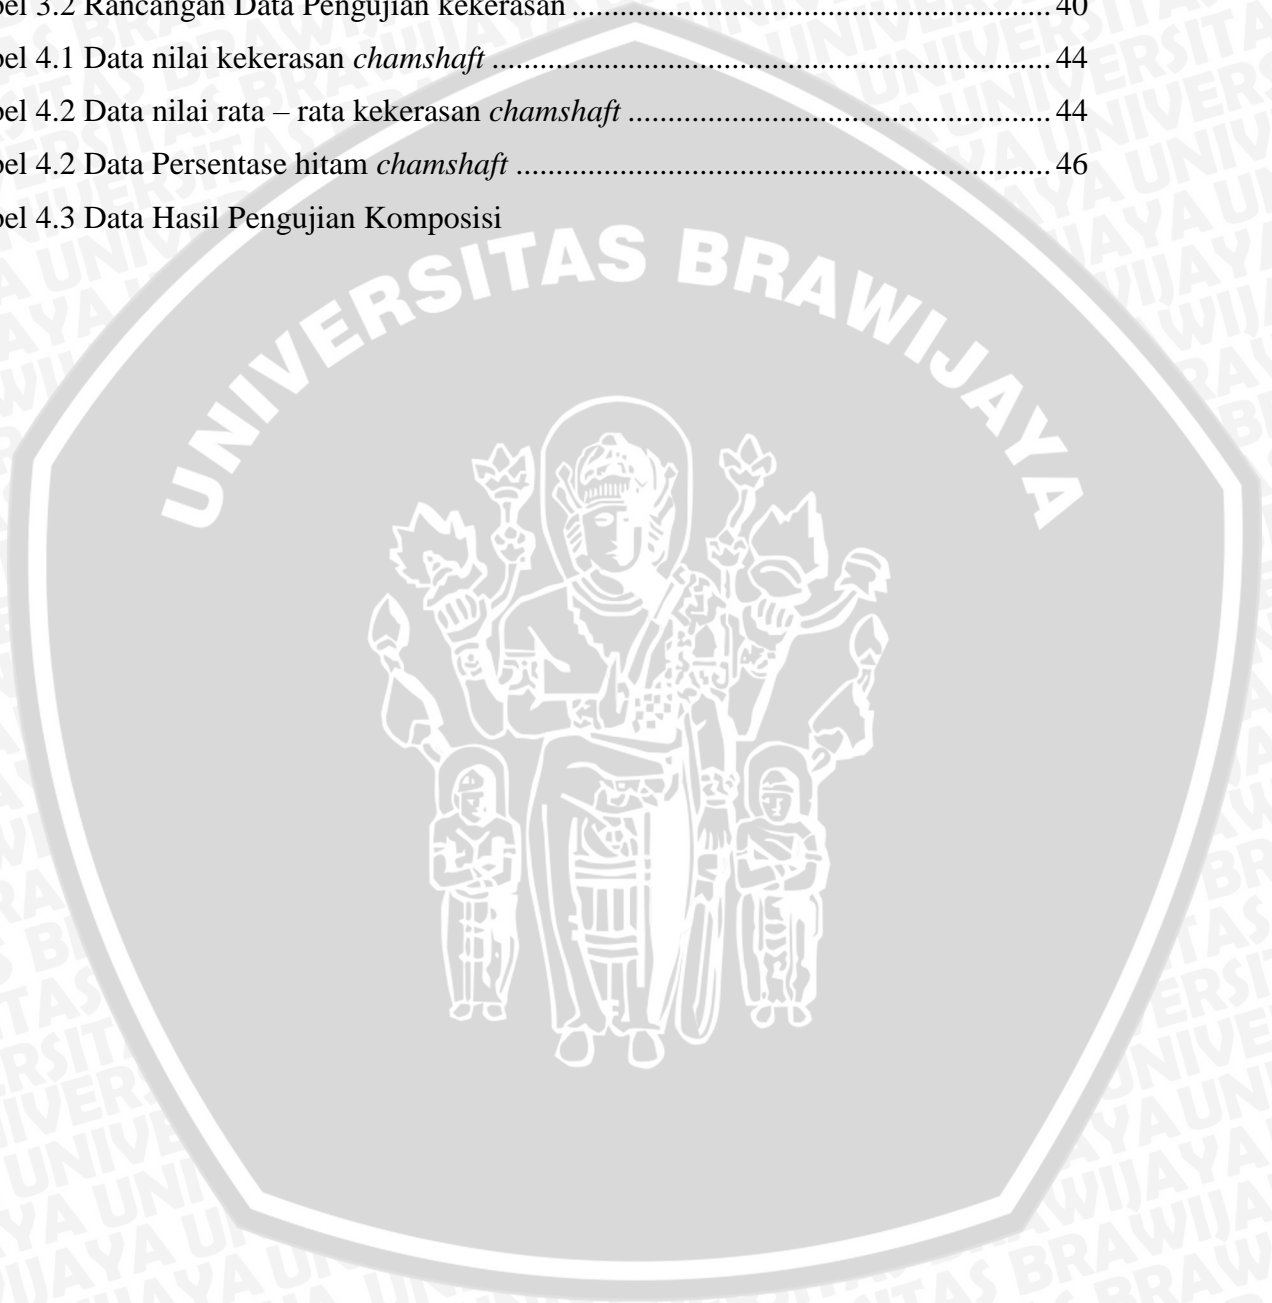 bel 3.2 Rancangan Data Pengujian kekerasan ............................................................ 40
bel 4.1 Data nilai kekerasan chamshaft ...................................................................... 44
bel 4.2 Data nilai rata – rata kekerasan chamshaft ..................................................... 44
bel 4.2 Data Persentase hitam chamshaft ................................................................... 46
bel 4.3 Data Hasil Pengujian Komposisi
UNIVERSITAS BRAWIJAYA